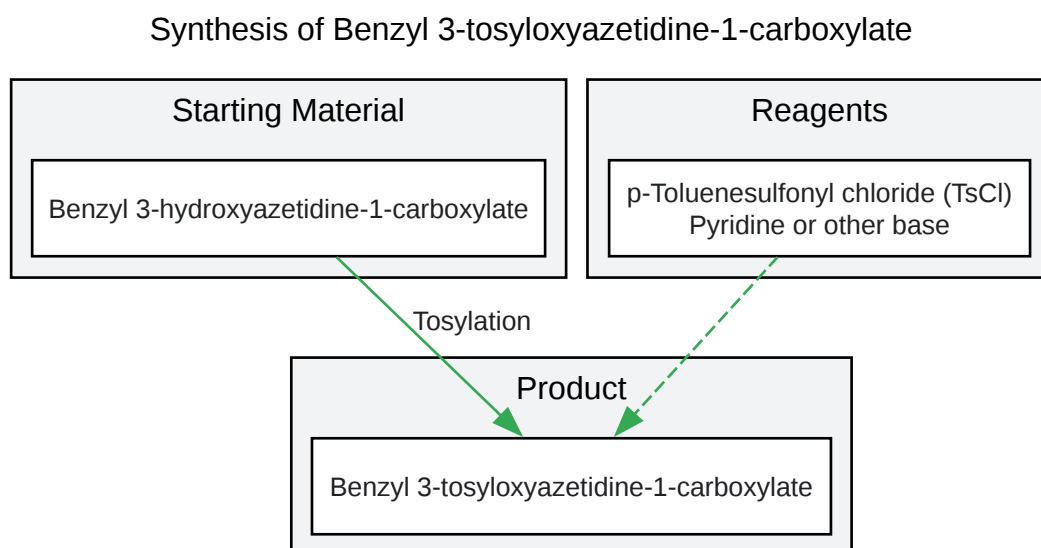 Synthesis of Benzyl 3-tosyloxyazetidine-1-carboxylate
Starting Material
Benzyl 3-hydroxyazetidine-1-carboxylate
Reagents
p-Toluenesulfonyl chloride (TsCl)
Pyridine or other base
Tosylation
Product
Benzyl 3-tosyloxyazetidine-1-carboxylate